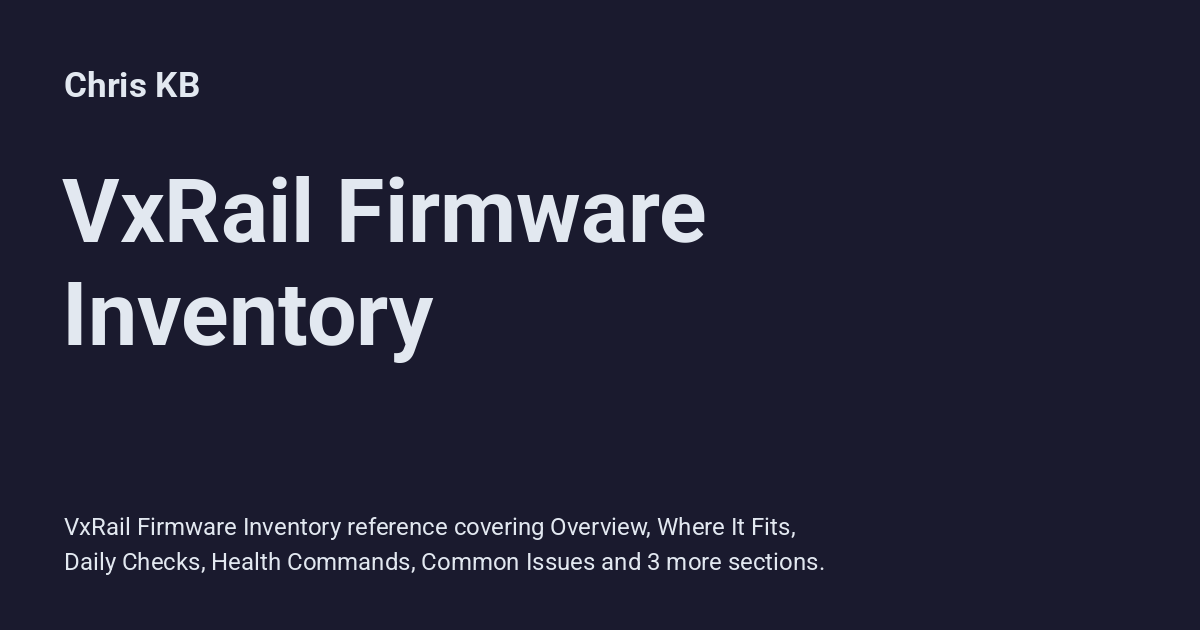 Chris KB
VxRail Firmware
Inventory
VxRail Firmware Inventory reference covering Overview, Where It Fits,
Daily Checks, Health Commands, Common Issues and 3 more sections.